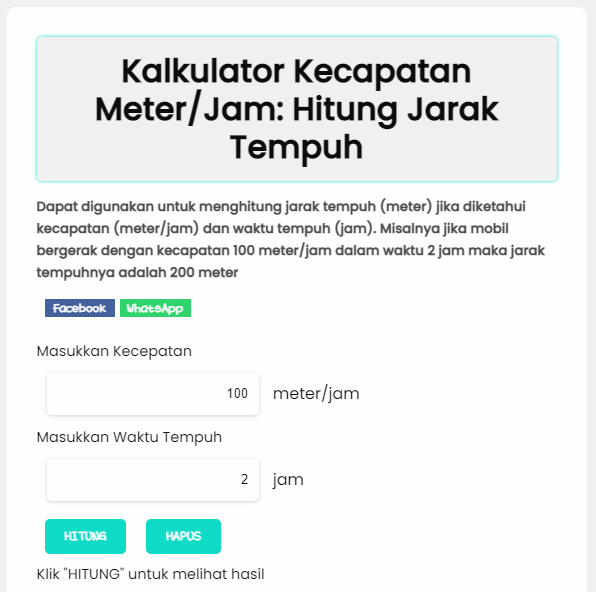 Kalkulator Kecapatan
Meter/Jam: Hitung Jarak
Tempuh
Dapat digunakan untuk menghitung jarak tempuh (meter) jika diketahui
kecapatan (meter/jam) dan waktu tempuh (jam). Misalnya jika mobil
bergerak dengan kecapatan 100 meter/jam dalam waktu 2 jam maka jarak
tempuhnya adalah 200 meter
Facebook WhatsApp
Masukkan Kecepatan
100 meter/jam
Masukkan Waktu Tempuh
2 jam
HITUNG HAPUS
Klik "HITUNG" untuk melihat hasil